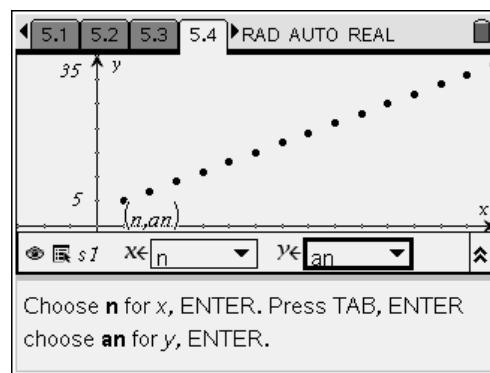 5.1 5.2 5.3 5.4 RAD AUTO REAL
35 y
5
x
(n,an)
s1 x← n y← an
Choose n for x, ENTER. Press TAB, ENTER
choose an for y, ENTER.